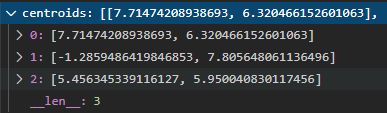 centroids: [[7.71474208938693, 6.320466152601063],
0: [7.71474208938693, 6.320466152601063]
1: [-1.2859486419846853, 7.805648061136496]
2: [5.456345339116127, 5.950040830117456]
__len__: 3